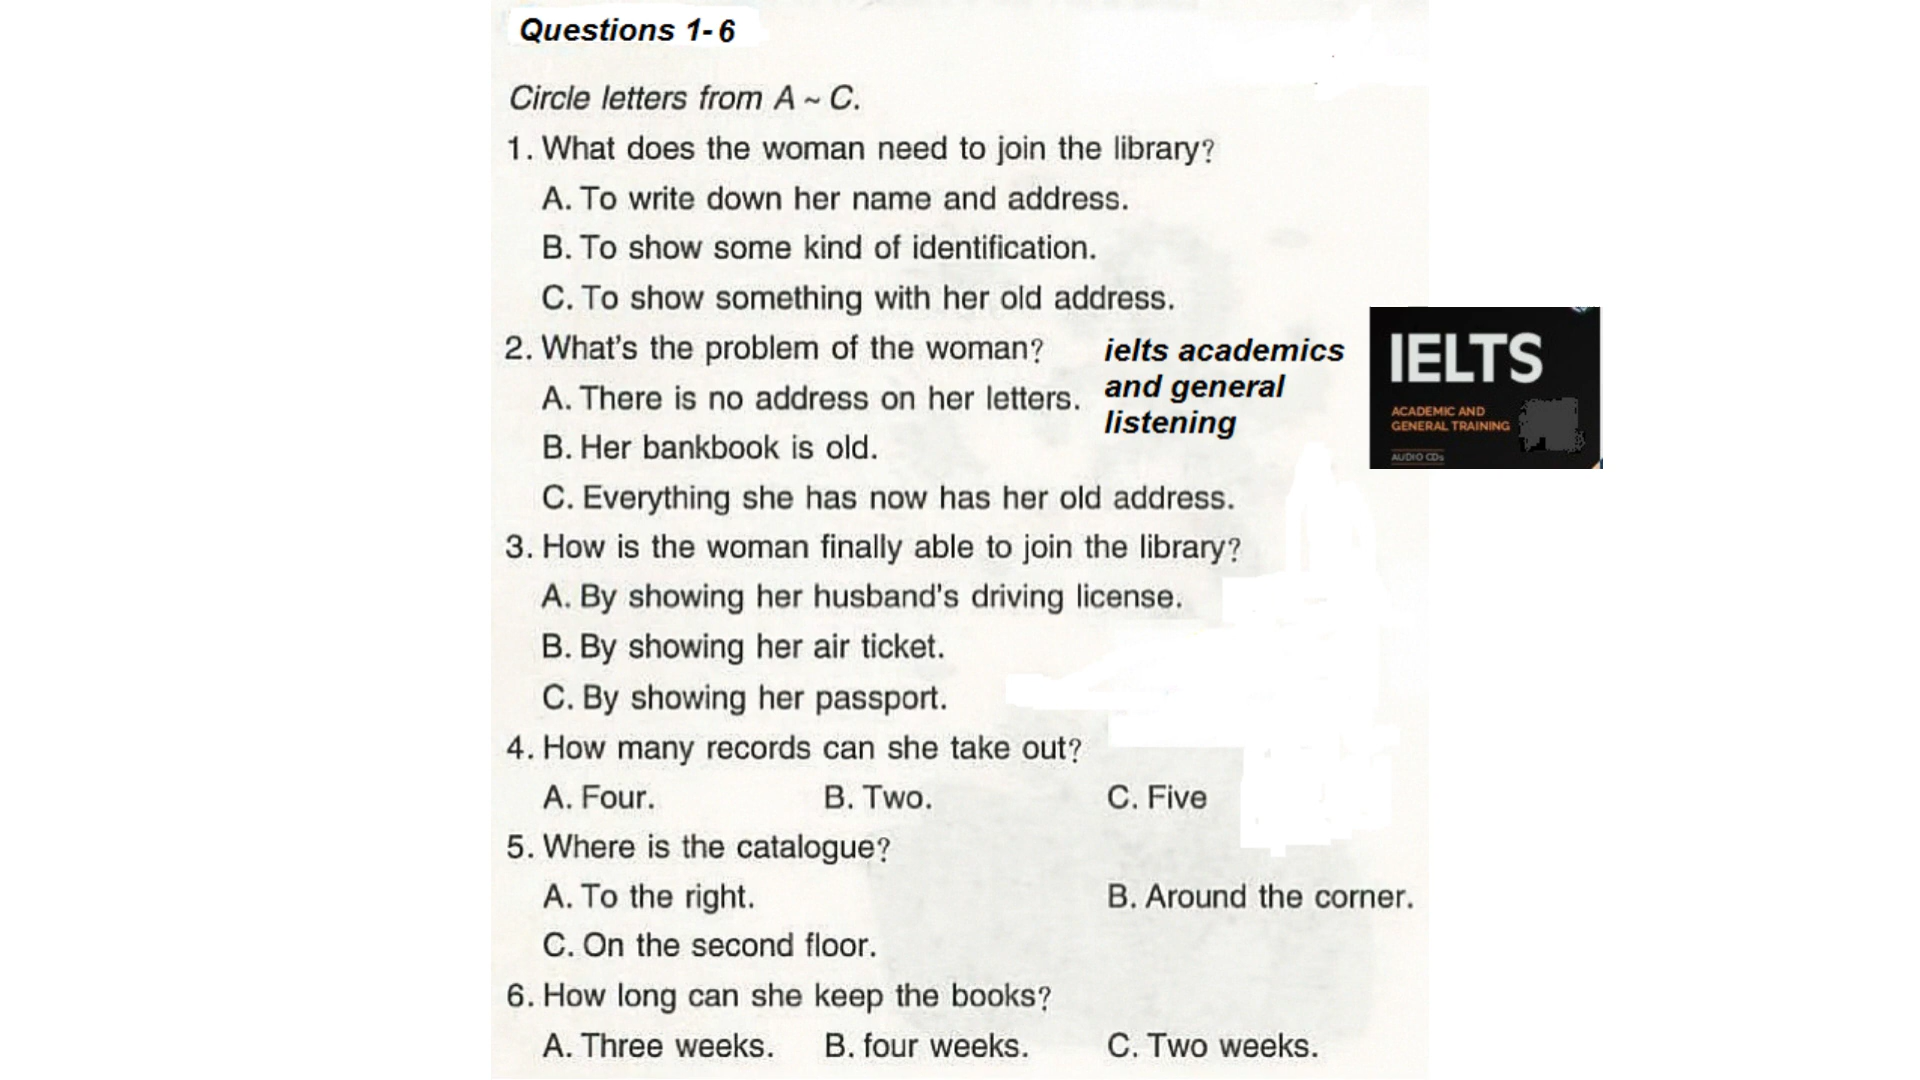 Questions 1-6
Circle letters from A ~ C.
1. What does the woman need to join the library?
A. To write down her name and address.
B. To show some kind of identification.
C. To show something with her old address.
2. What's the problem of the woman?
A. There is no address on her letters.
B. Her bankbook is old.
C. Everything she has now has her old address.
ielts academics
and general
listening
IELTS
ACADEMIC AND
GENERAL TRAINING
AUDIO CDs
3. How is the woman finally able to join the library?
A. By showing her husband's driving license.
B. By showing her air ticket.
C. By showing her passport.
4. How many records can she take out?
A. Four. B. Two. C. Five
5. Where is the catalogue?
A. To the right. B. Around the corner.
C. On the second floor.
6. How long can she keep the books?
A. Three weeks. B. four weeks. C. Two weeks.